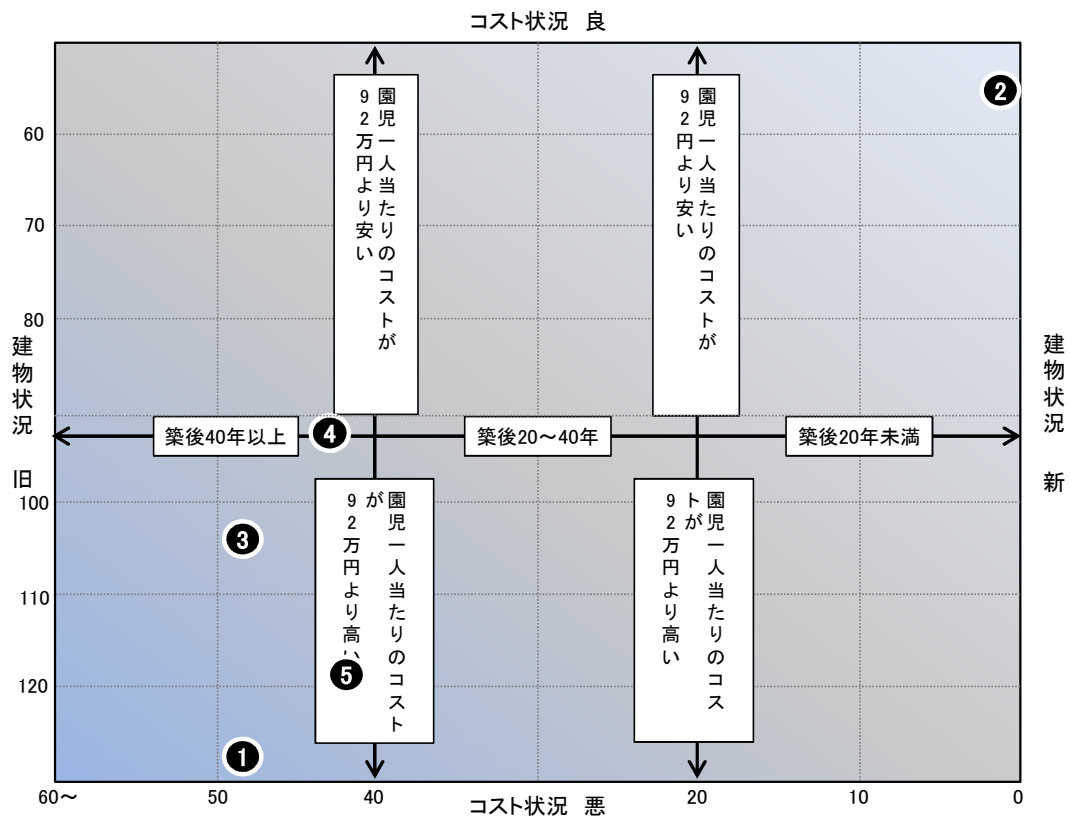 コスト状況 良
園児一人当たりのコストが
92万円より安い
園児一人当たりのコストが
92円より安い
❷
60
70
80
建物状況 旧
建物状況 新
築後40年以上
❹
築後20～40年
築後20年未満
100
110
120
❸
園児一人当たりのコスト
が
92万円より高い
園児一人当たりのコス
トが
92万円より高い
❺
❶
60～
50
40
20
10
0
コスト状況 悪